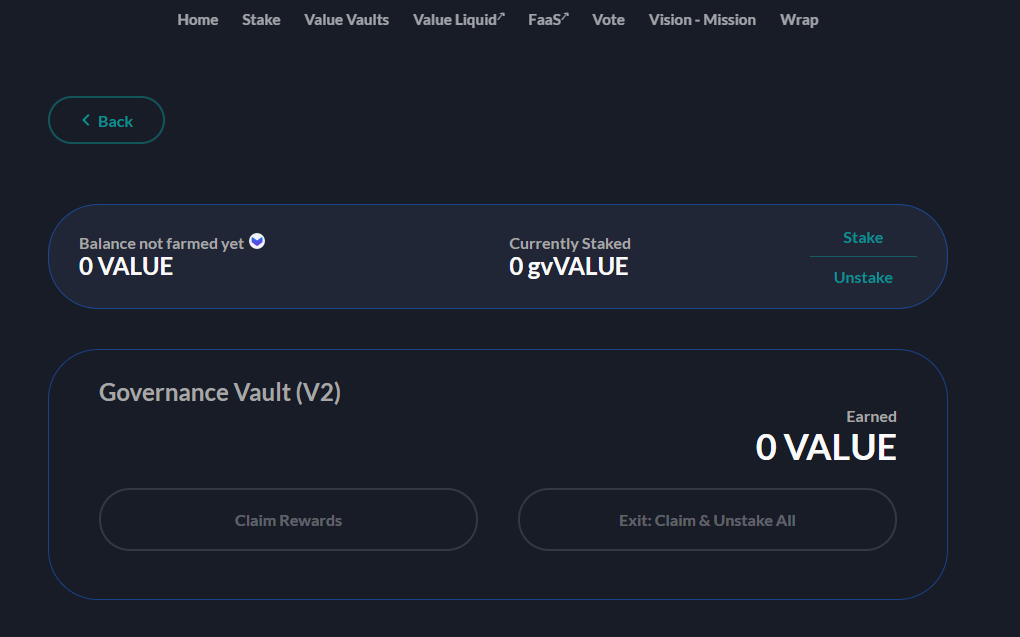 Home Stake Value Vaults Value Liquid↗ FaaS↗ Vote Vision - Mission Wrap
Back
Balance not farmed yet
0 VALUE
Currently Staked
0 gvVALUE
Stake
Unstake
Governance Vault (V2)
Earned
0 VALUE
Claim Rewards Exit: Claim & Unstake All